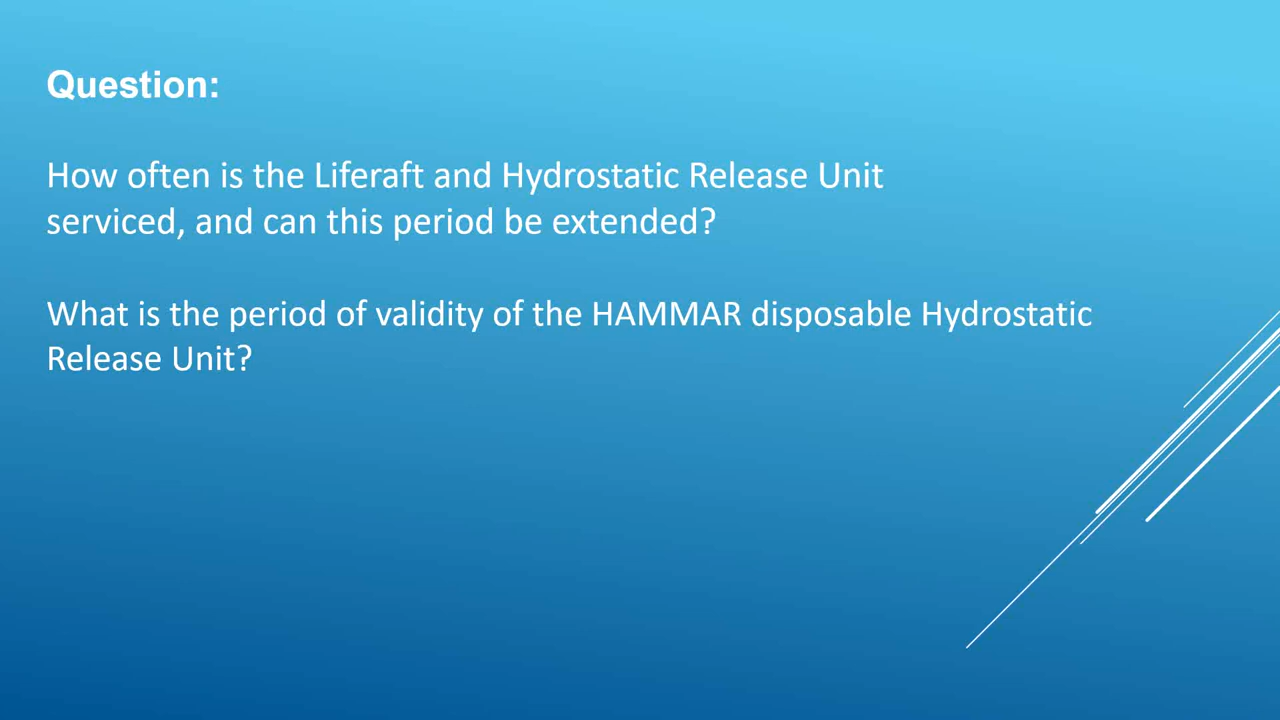 Question:
How often is the Liferaft and Hydrostatic Release Unit
serviced, and can this period be extended?
What is the period of validity of the HAMMAR disposable Hydrostatic
Release Unit?